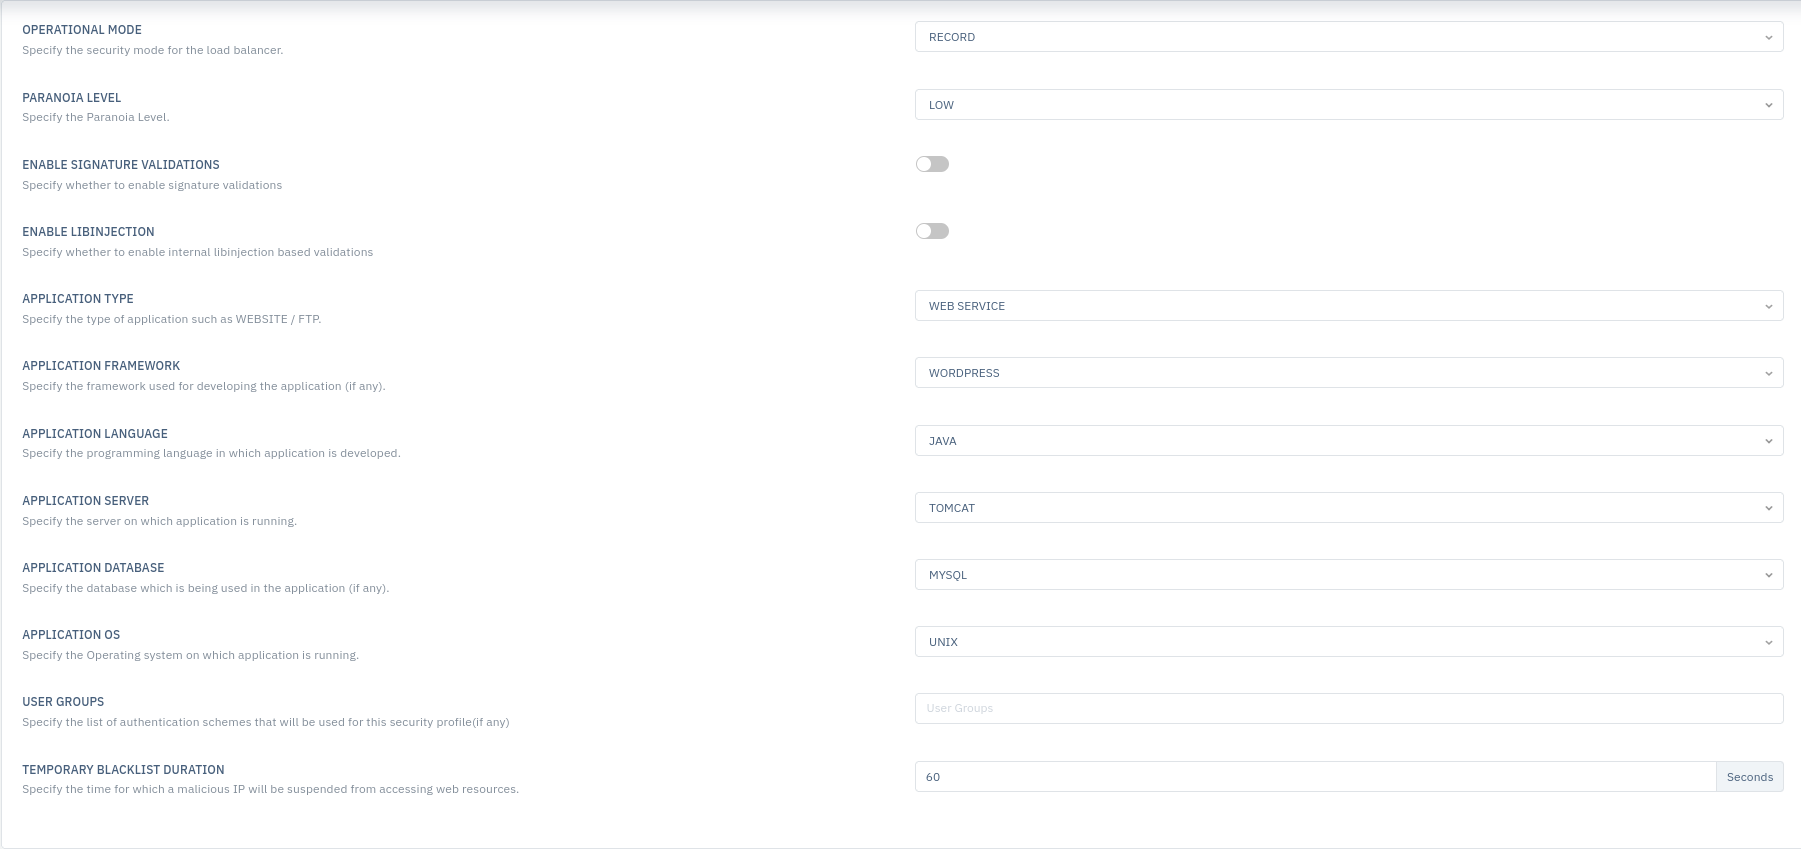 OPERATIONAL MODE
Specify the security mode for the load balancer.
RECORD
PARANOIA LEVEL
Specify the Paranoia Level.
LOW
ENABLE SIGNATURE VALIDATIONS
Specify whether to enable signature validations
ENABLE LIBINJECTION
Specify whether to enable internal libinjection based validations
APPLICATION TYPE
Specify the type of application such as WEBSITE / FTP.
WEB SERVICE
APPLICATION FRAMEWORK
Specify the framework used for developing the application (if any).
WORDPRESS
APPLICATION LANGUAGE
Specify the programming language in which application is developed.
JAVA
APPLICATION SERVER
Specify the server on which application is running.
TOMCAT
APPLICATION DATABASE
Specify the database which is being used in the application (if any).
MYSQL
APPLICATION OS
Specify the Operating system on which application is running.
UNIX
USER GROUPS
Specify the list of authentication schemes that will be used for this security profile(if any)
User Groups
TEMPORARY BLACKLIST DURATION
Specify the time for which a malicious IP will be suspended from accessing web resources.
60 Seconds